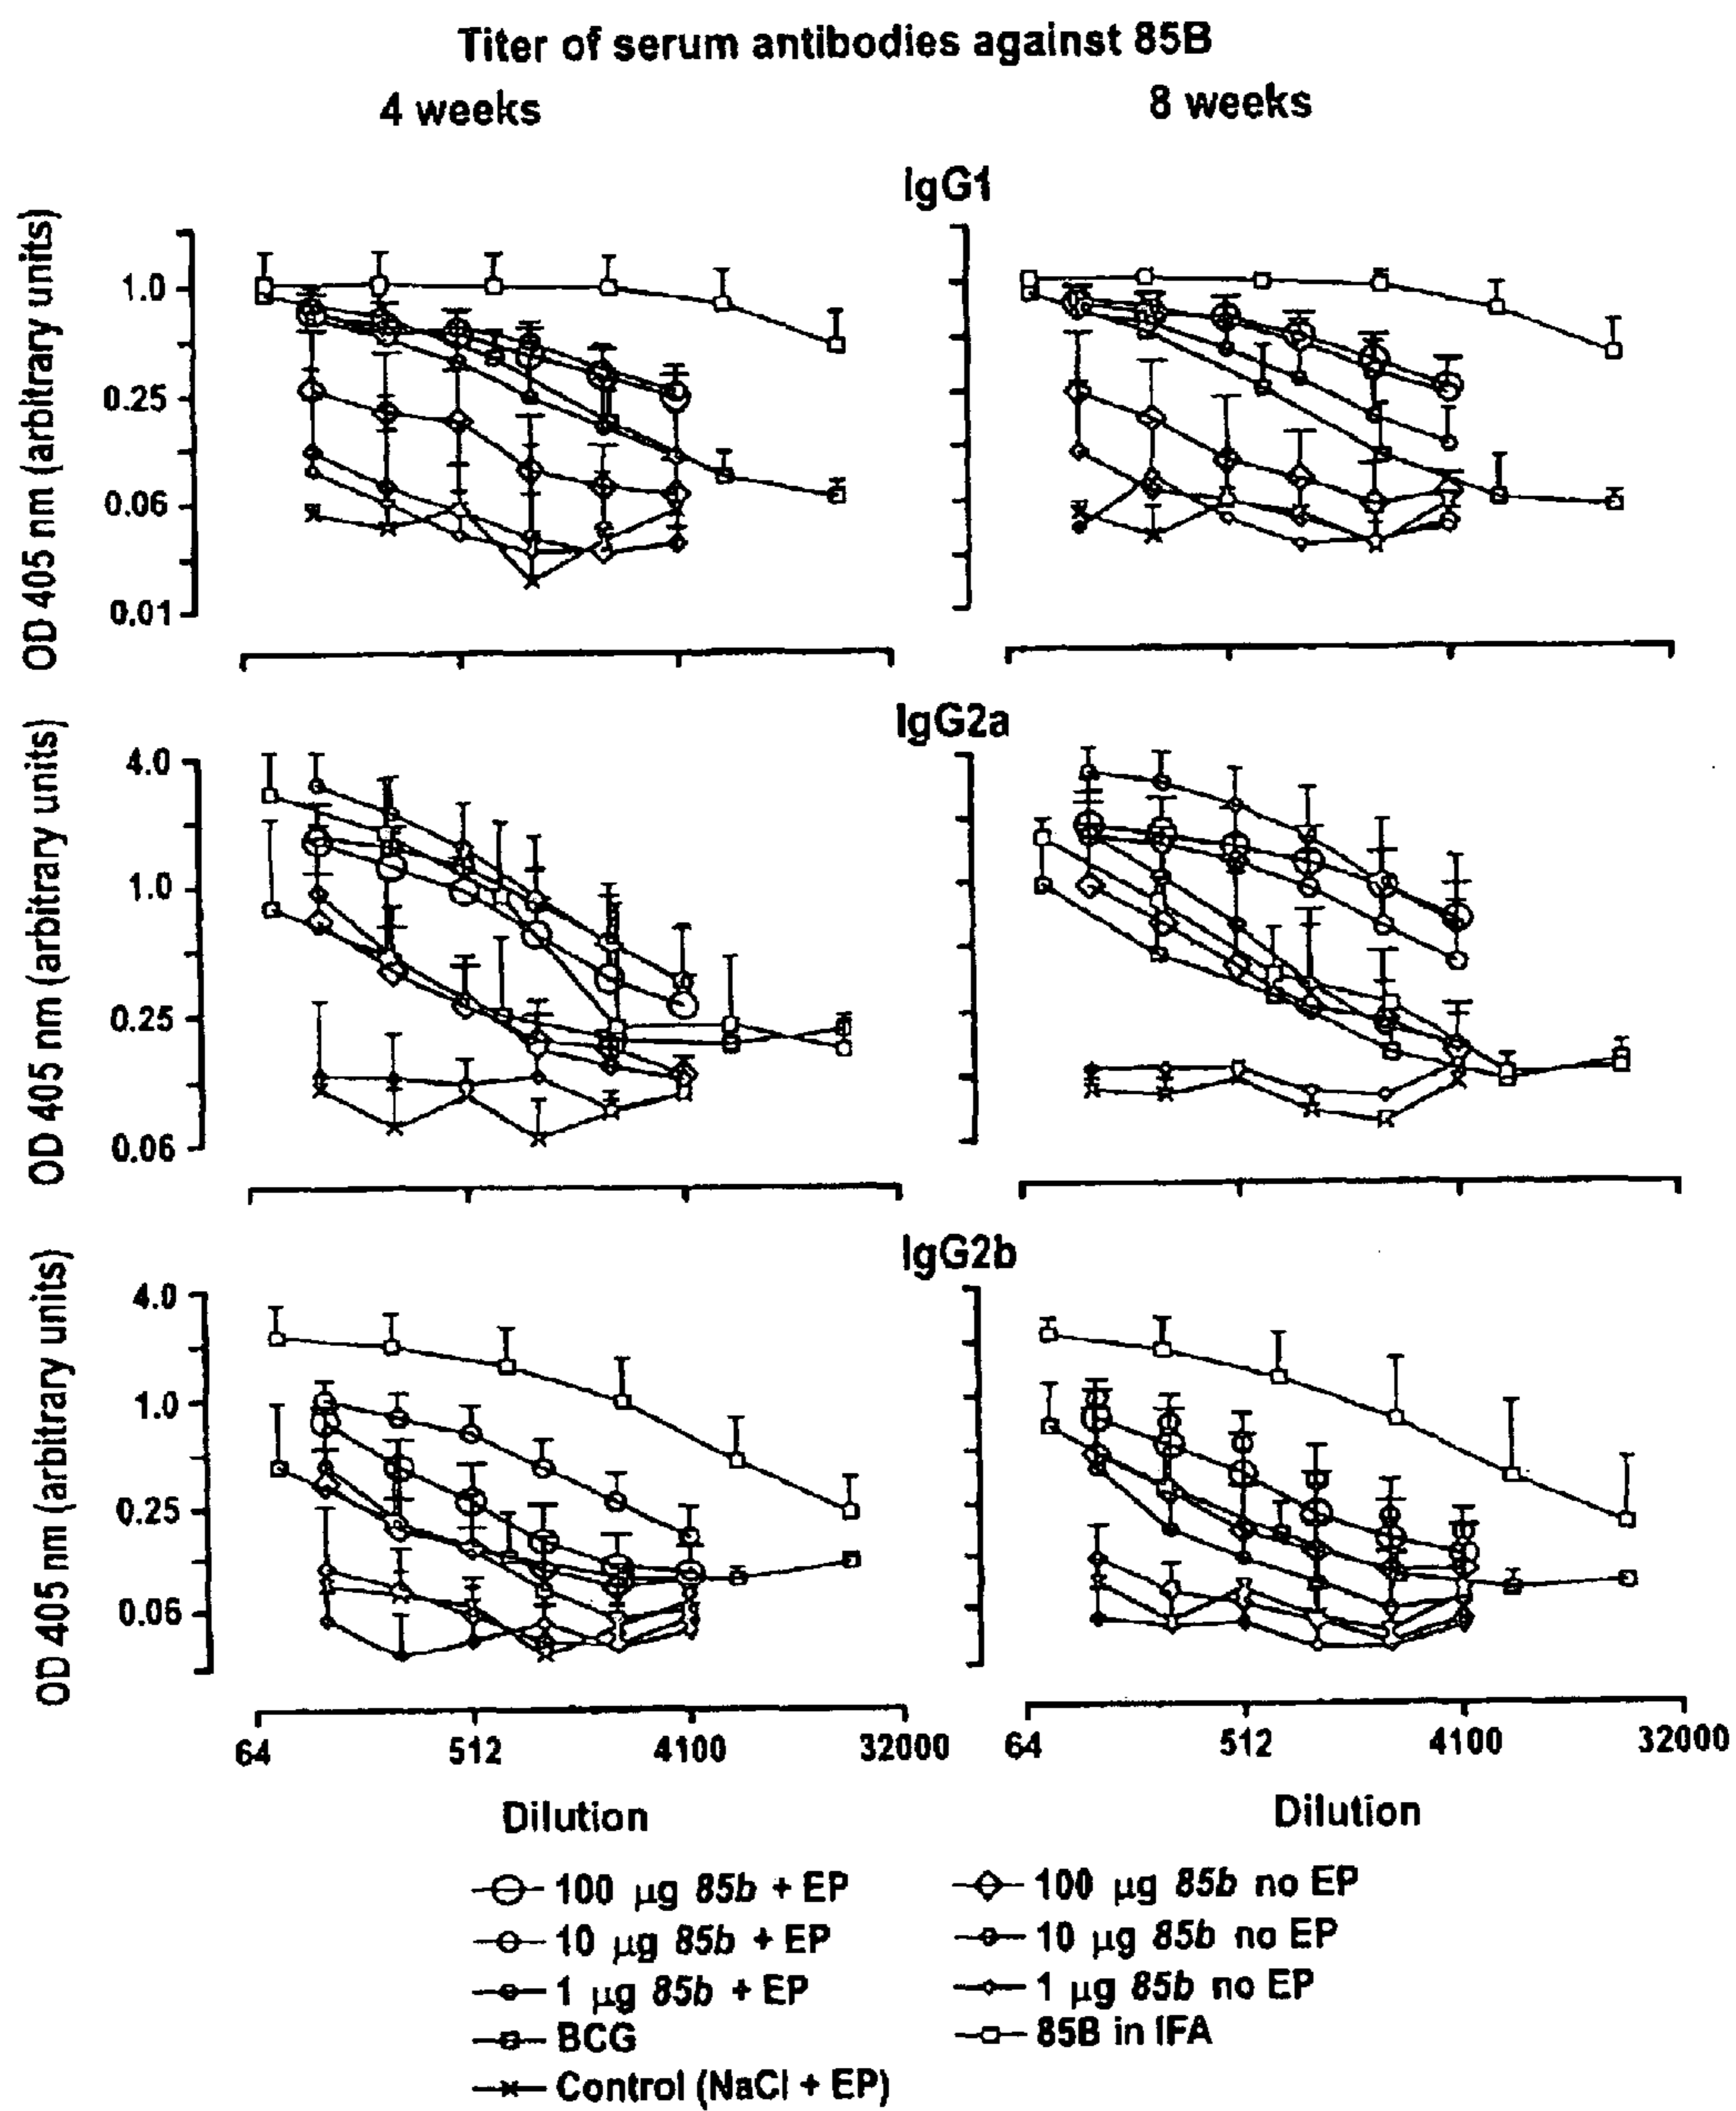 Titer of serum antibodies against 85B
4 weeks 8 weeks
IgG1
OD 405 nm (arbitrary units)
1.0
0.25
0.06
0.01
IgG2a
OD 405 nm (arbitrary units)
4.0
1.0
0.25
0.06
IgG2b
OD 405 nm (arbitrary units)
4.0
1.0
0.25
0.06
64 512 4100 32000 64 512 4100 32000
Dilution Dilution
100 µg 85b + EP 100 µg 85b no EP
10 µg 85b + EP 10 µg 85b no EP
1 µg 85b + EP 1 µg 85b no EP
BCG 85B in IFA
Control (NaCl + EP)